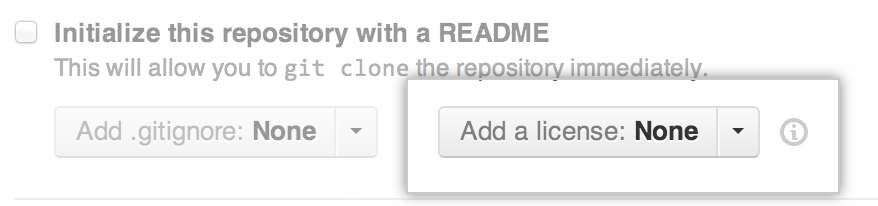 Initialize this repository with a README
This will allow you to git clone the repository immediately.
Add .gitignore: None Add a license: None